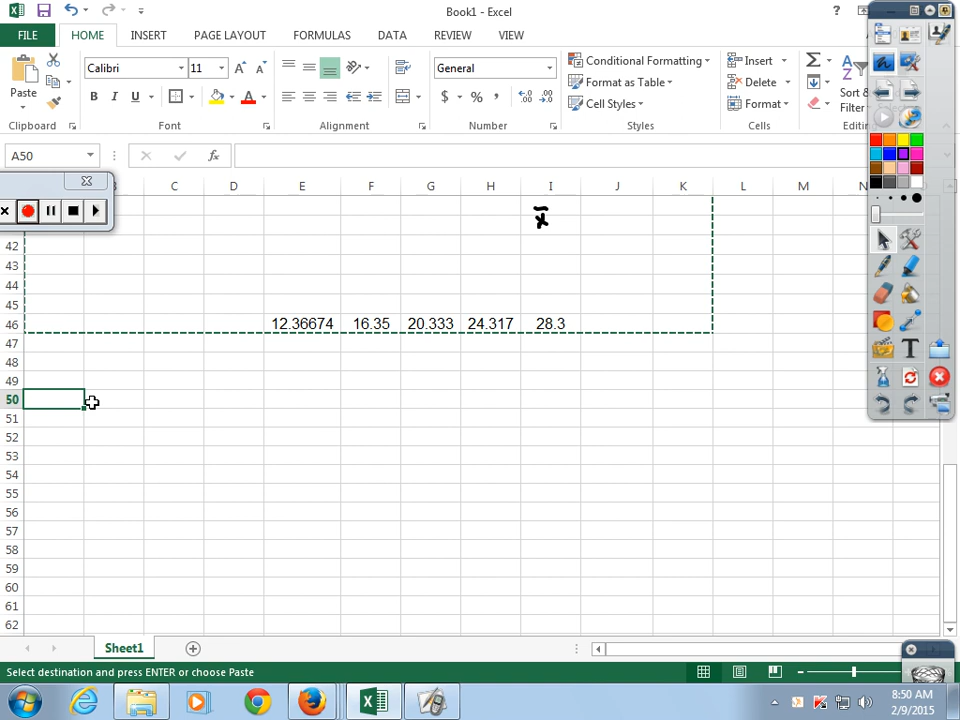 Book1 - Excel
?
FILE HOME INSERT PAGE LAYOUT FORMULAS DATA REVIEW VIEW
Paste
Calibri 11
General
Conditional Formatting
Format as Table
Cell Styles
Insert
Delete
Format
Sort &
Filter
B I U A
$ % ,
Clipboard Font Alignment Number Styles Cells
A50 fx
C D E F G H I J K L M N
x̄
42
43
44
45
46 12.36674 16.35 20.333 24.317 28.3
47
48
49
50
51
52
53
54
55
56
57
58
59
60
61
62
Sheet1
Select destination and press ENTER or choose Paste
8:50 AM
2/9/2015